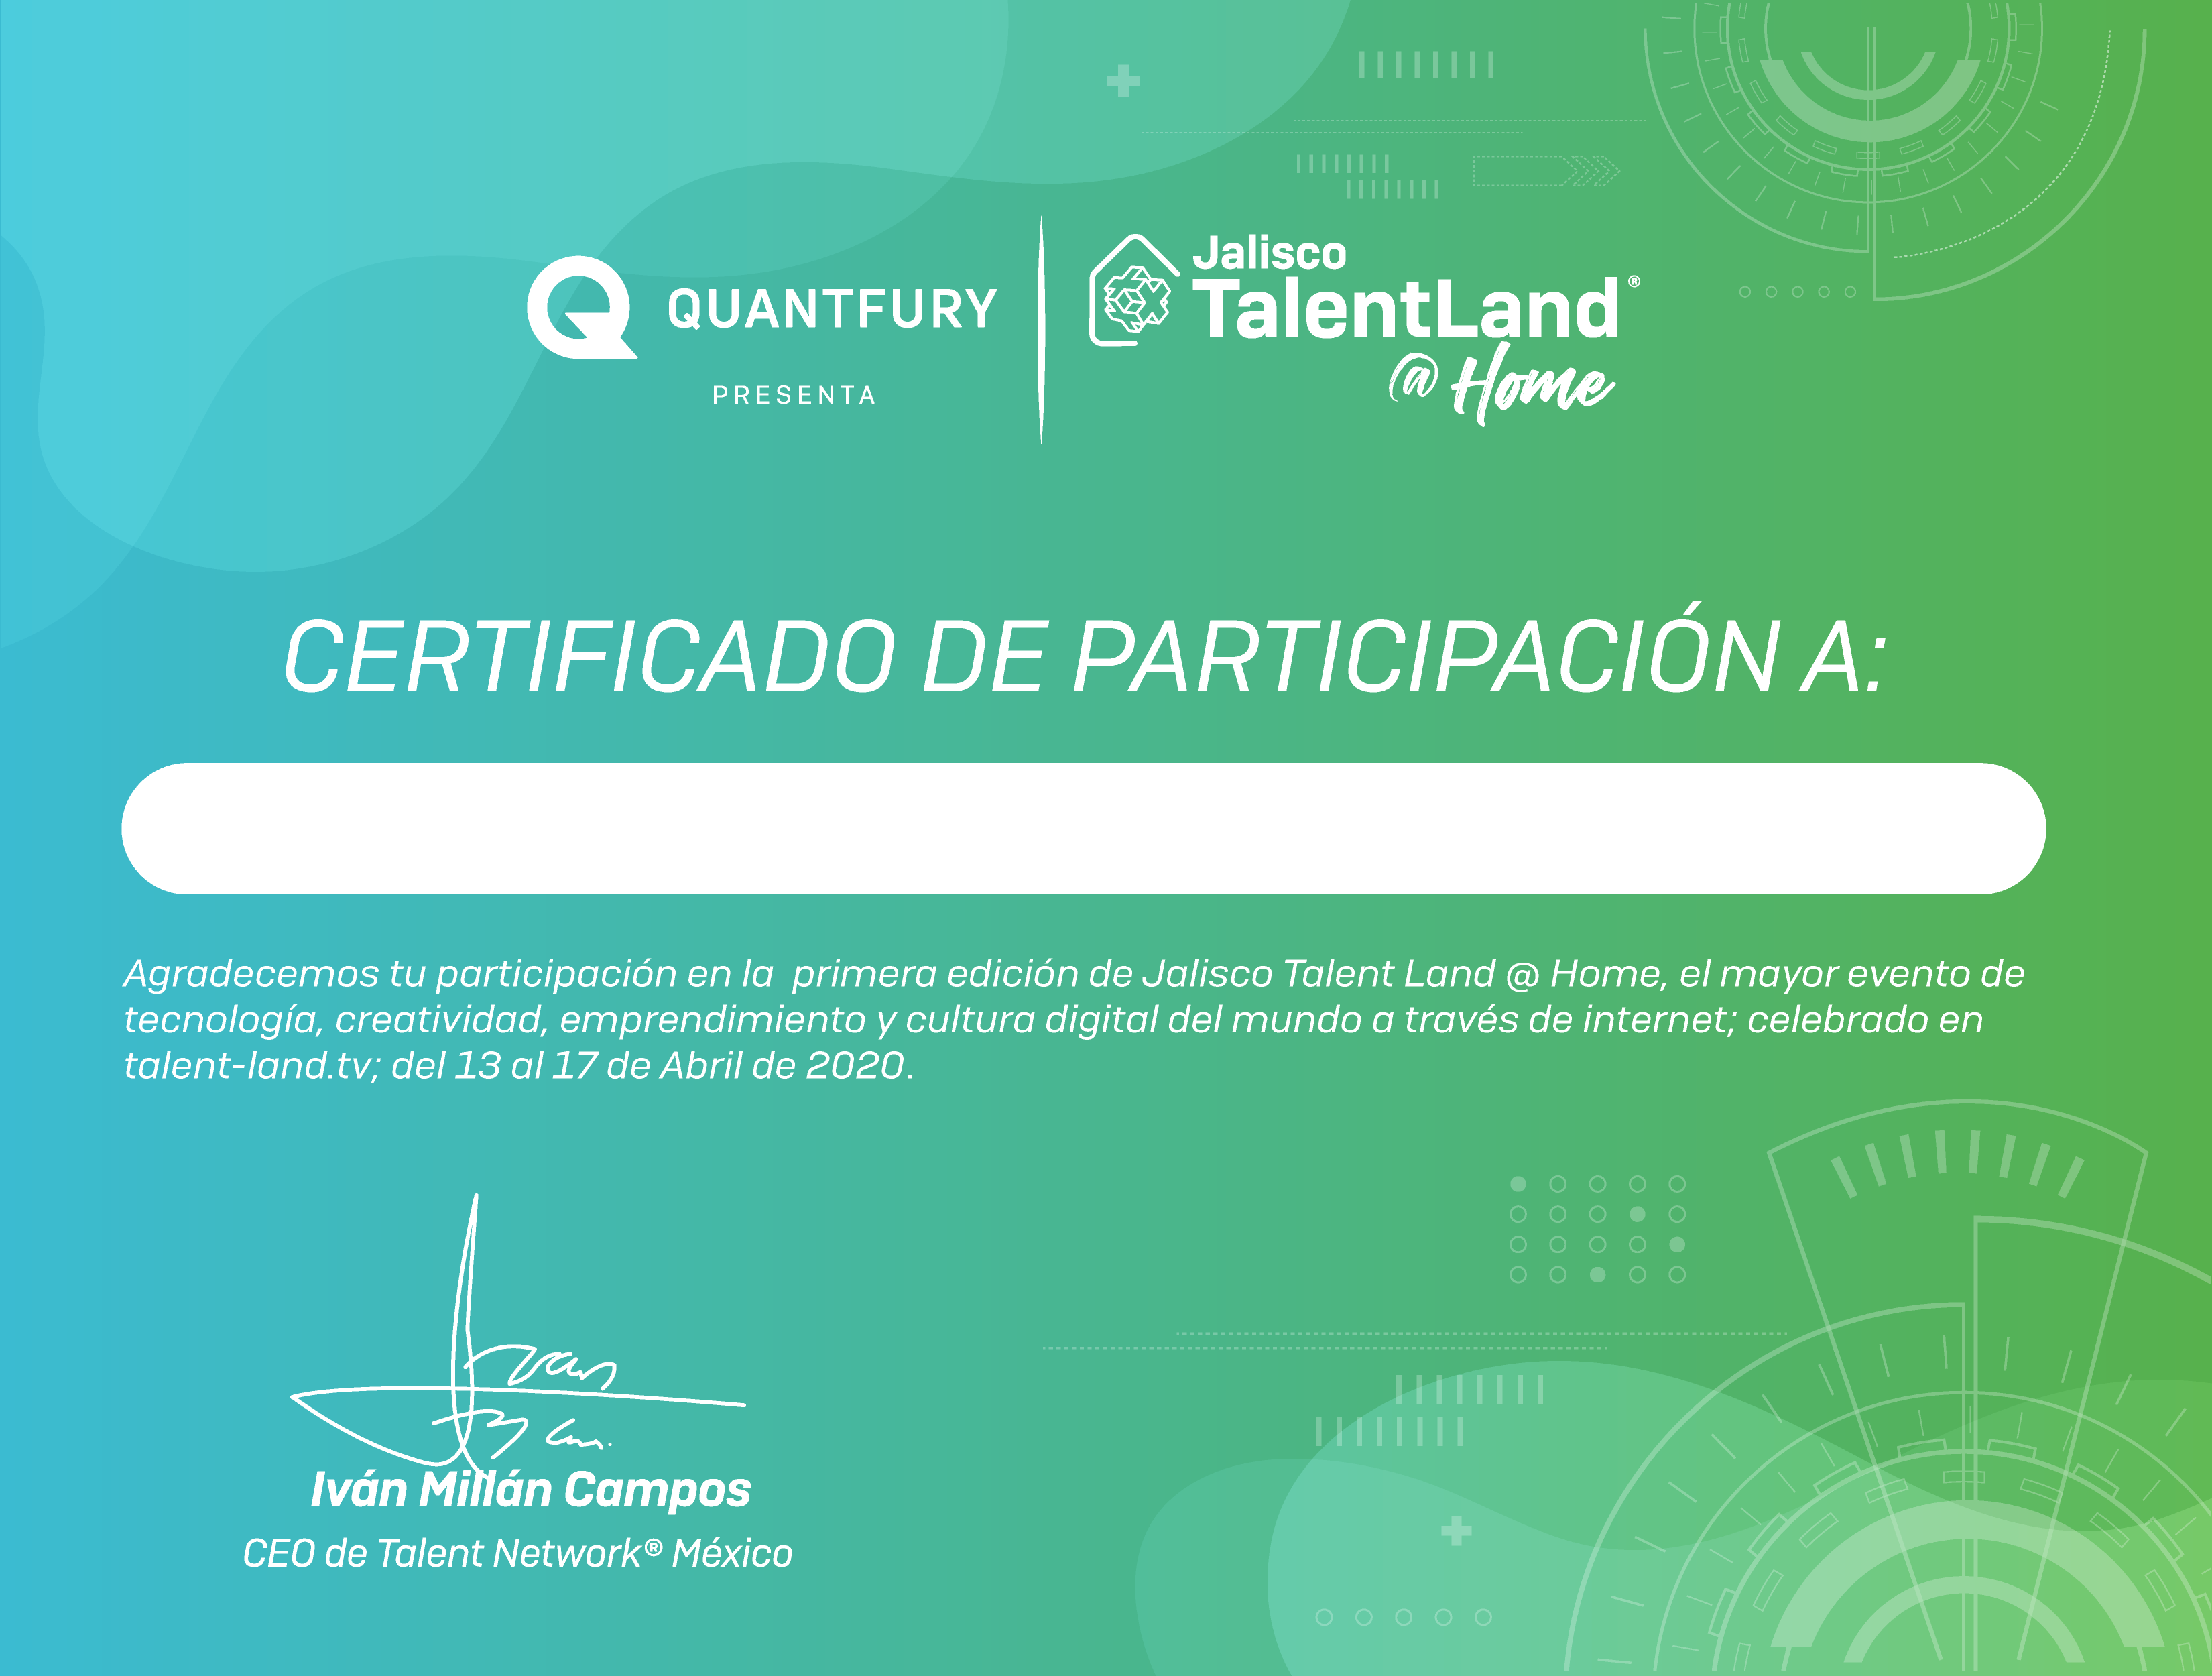 QUANTFURY
PRESENTA
Jalisco
TalentLand®
@ Home
CERTIFICADO DE PARTICIPACIÓN A:
Agradecemos tu participación en la  primera edición de Jalisco Talent Land @ Home, el mayor evento de
tecnología, creatividad, emprendimiento y cultura digital del mundo a través de internet; celebrado en
talent-land.tv; del 13 al 17 de Abril de 2020.
Iván Millán Campos
CEO de Talent Network® México